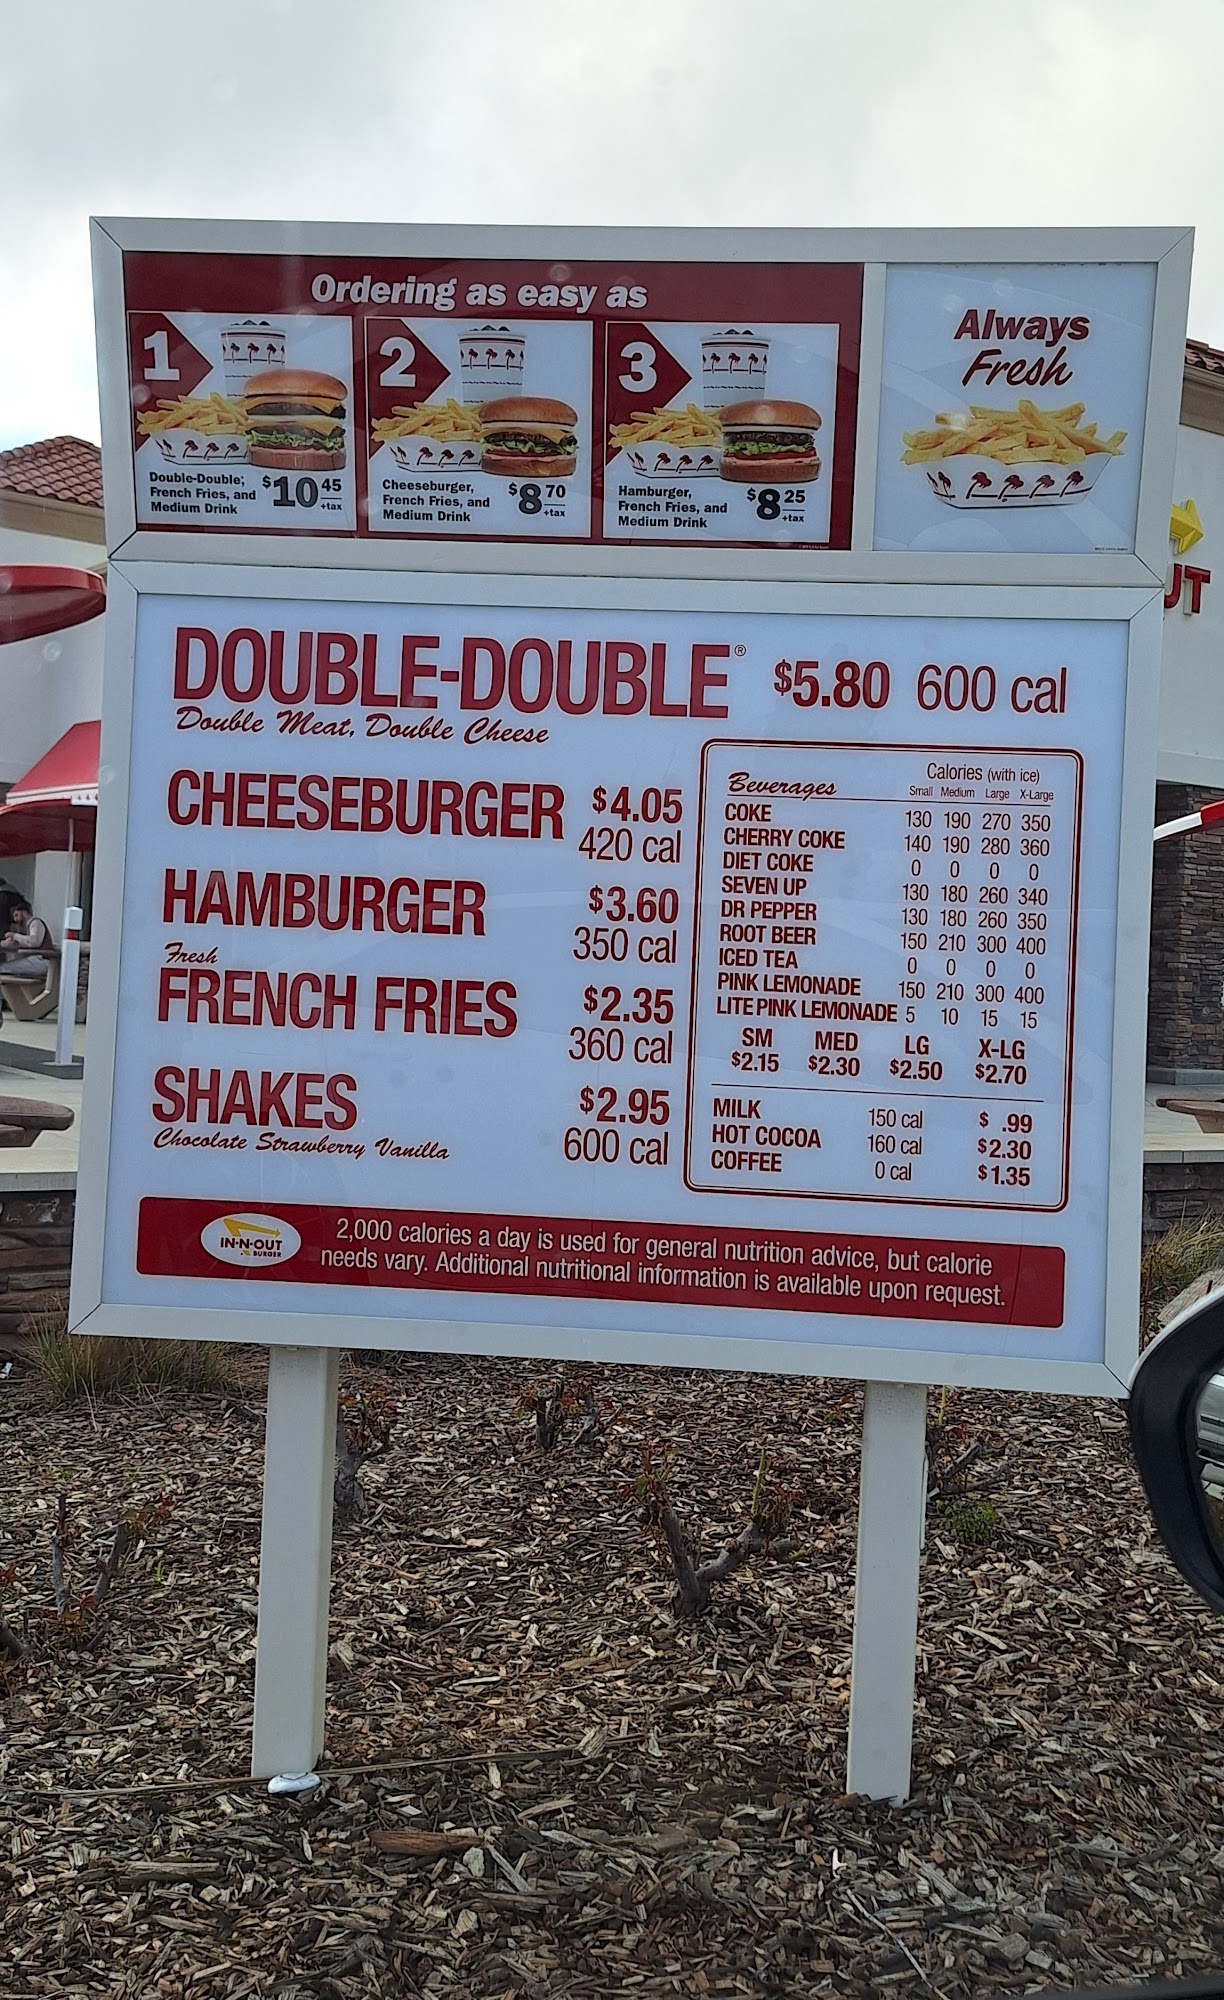 Ordering as easy as
1
Double-Double,
French Fries, and
Medium Drink
$10 45
+tax
2
Cheeseburger,
French Fries, and
Medium Drink
$8 70
+tax
3
Hamburger,
French Fries, and
Medium Drink
$8 25
+tax
Always
Fresh
UT
DOUBLE-DOUBLE® $5.80 600 cal
Double Meat, Double Cheese
CHEESEBURGER $4.05
420 cal
HAMBURGER $3.60
350 cal
Fresh
FRENCH FRIES $2.35
360 cal
SHAKES $2.95
Chocolate Strawberry Vanilla 600 cal
Beverages Calories (with ice)
Small Medium Large X-Large
COKE 130 190 270 350
CHERRY COKE 140 190 280 360
DIET COKE 0 0 0 0
SEVEN UP 130 180 260 340
DR PEPPER 130 180 260 350
ROOT BEER 150 210 300 400
ICED TEA 0 0 0 0
PINK LEMONADE 150 210 300 400
LITE PINK LEMONADE 5 10 15 15
SM MED LG X-LG
$2.15 $2.30 $2.50 $2.70
MILK 150 cal $ .99
HOT COCOA 160 cal $2.30
COFFEE 0 cal $1.35
IN-N-OUT
BURGER
2,000 calories a day is used for general nutrition advice, but calorie
needs vary. Additional nutritional information is available upon request.